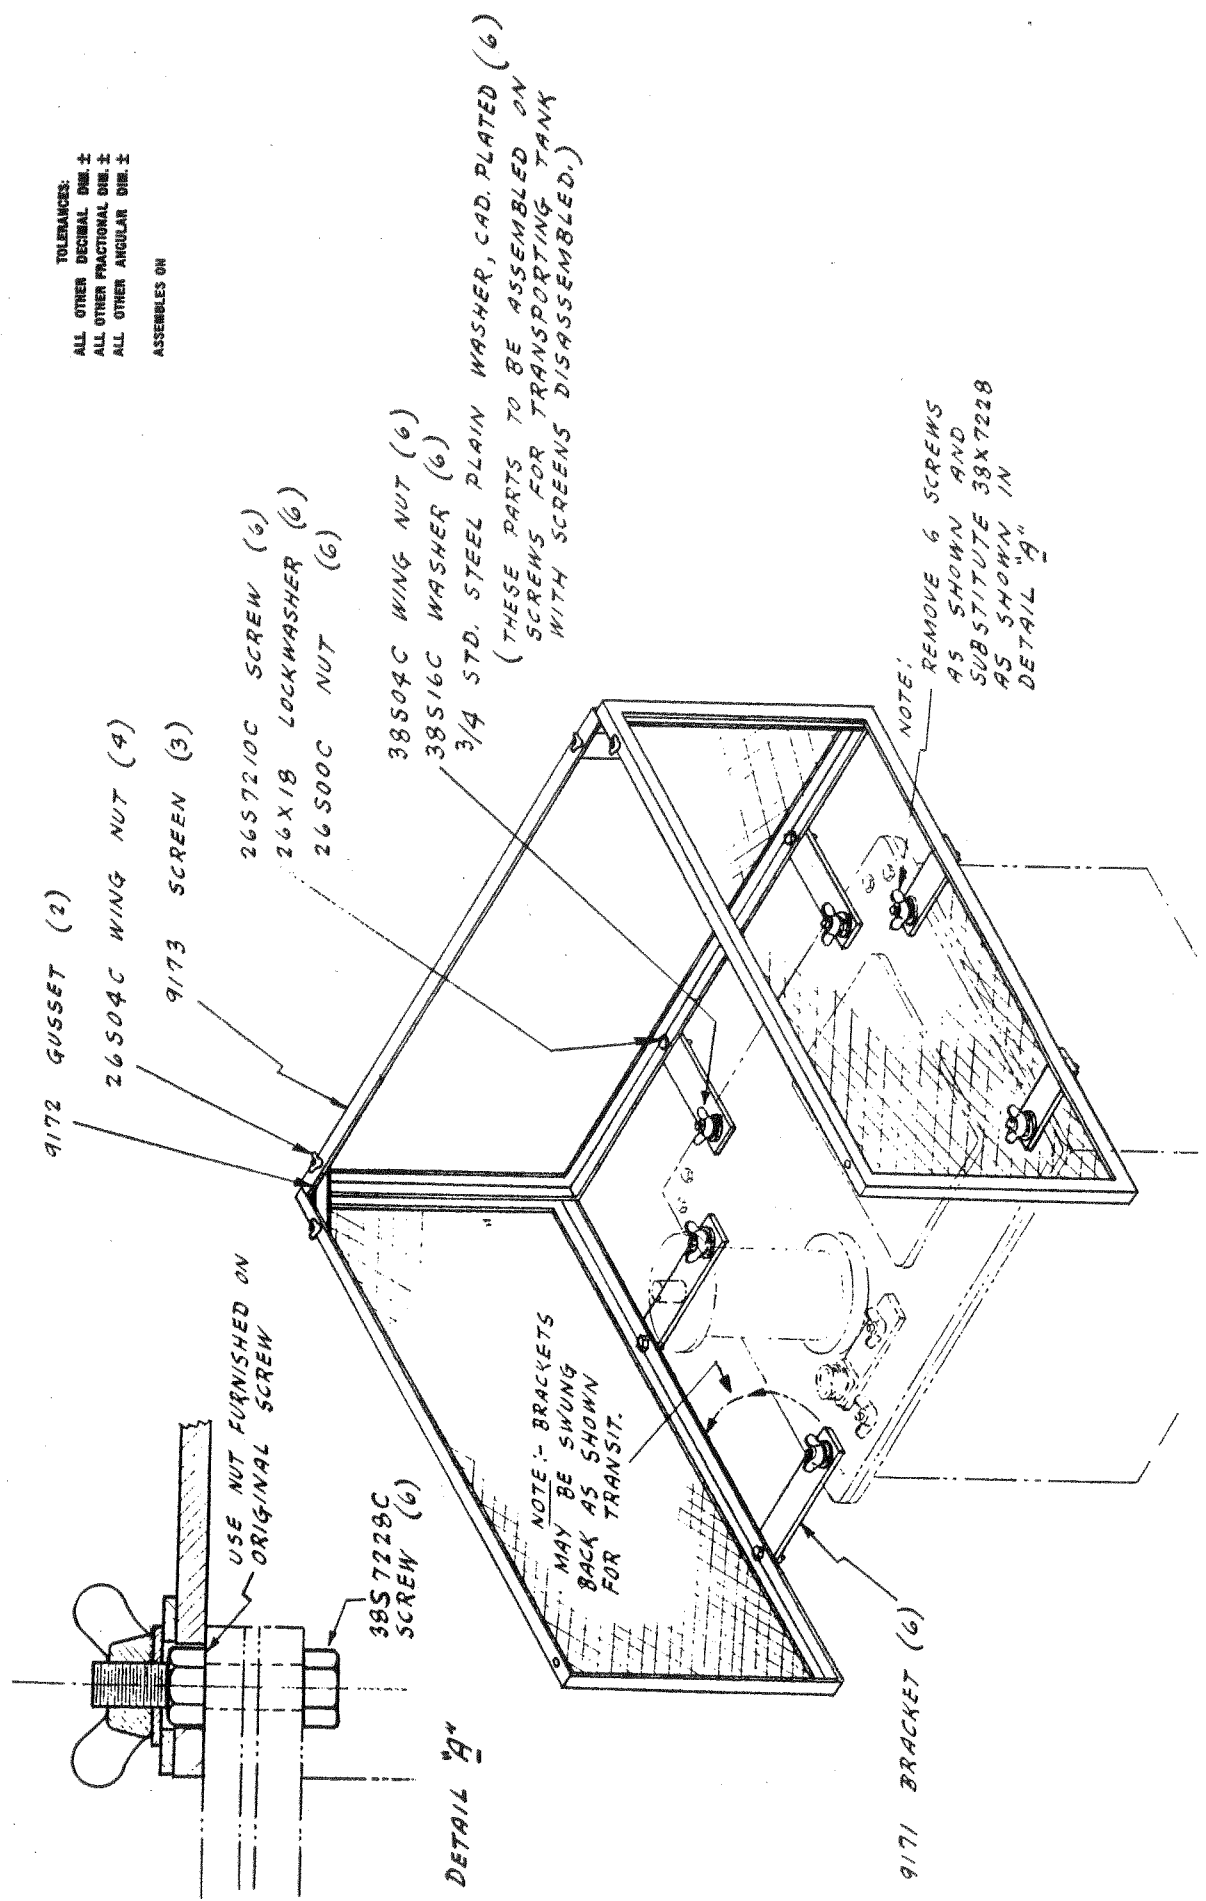 TOLERANCES:
ALL OTHER DECIMAL DIM. ±
ALL OTHER FRACTIONAL DIM. ±
ALL OTHER ANGULAR DIM. ±
ASSEMBLES ON
9172 GUSSET (2)
26S04C WING NUT (4)
9173 SCREEN (3)
26S7210C SCREW (6)
26X18 LOCKWASHER (6)
26S00C NUT (6)
38S04C WING NUT (6)
38S16C WASHER (6)
3/4 STD. STEEL PLAIN WASHER, CAD. PLATED (6)
(THESE PARTS TO BE ASSEMBLED ON
SCREWS FOR TRANSPORTING TANK
WITH SCREENS DISASSEMBLED.)
NOTE:
REMOVE 6 SCREWS
AS SHOWN AND
SUBSTITUTE 38X7228
AS SHOWN IN
DETAIL "A"
USE NUT FURNISHED ON
ORIGINAL SCREW
38S7228C
SCREW (6)
DETAIL "A"
NOTE:- BRACKETS
MAY BE SWUNG
BACK AS SHOWN
FOR TRANSIT.
9171 BRACKET (6)